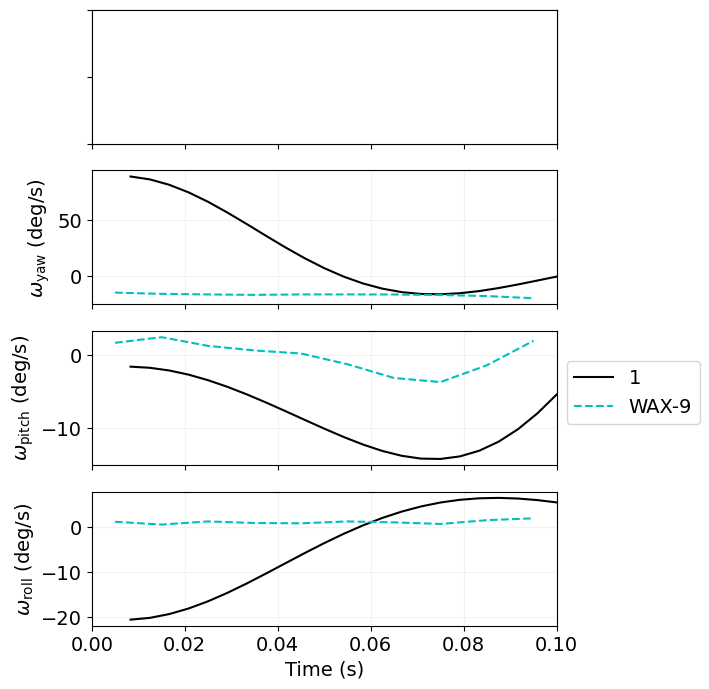 ω_yaw (deg/s)
50
0
ω_pitch (deg/s)
0
−10
1
WAX-9
ω_roll (deg/s)
0
−10
−20
0.00 0.02 0.04 0.06 0.08 0.10
Time (s)